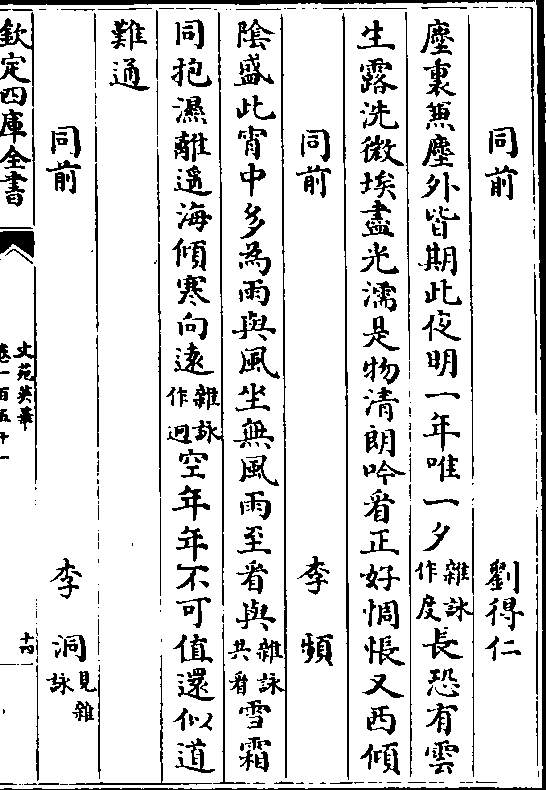 同前　劉得仁
塵裏兼塵外皆期此夜明一年唯一夕雜詠作度長恐有雲
生露洗微埃盡光濡是物清朗吟看正好惆悵又西傾
同前　李頻
陰盛此宵中多為雨與風坐無風雨至看與雜詠共看雪霜
同抱濕離遥海傾寒向遠雜詠作迥空年年不可值還似道
難通
同前　李洞見雜詠
欽定四庫全書
文苑英華
卷一百五十一
十四